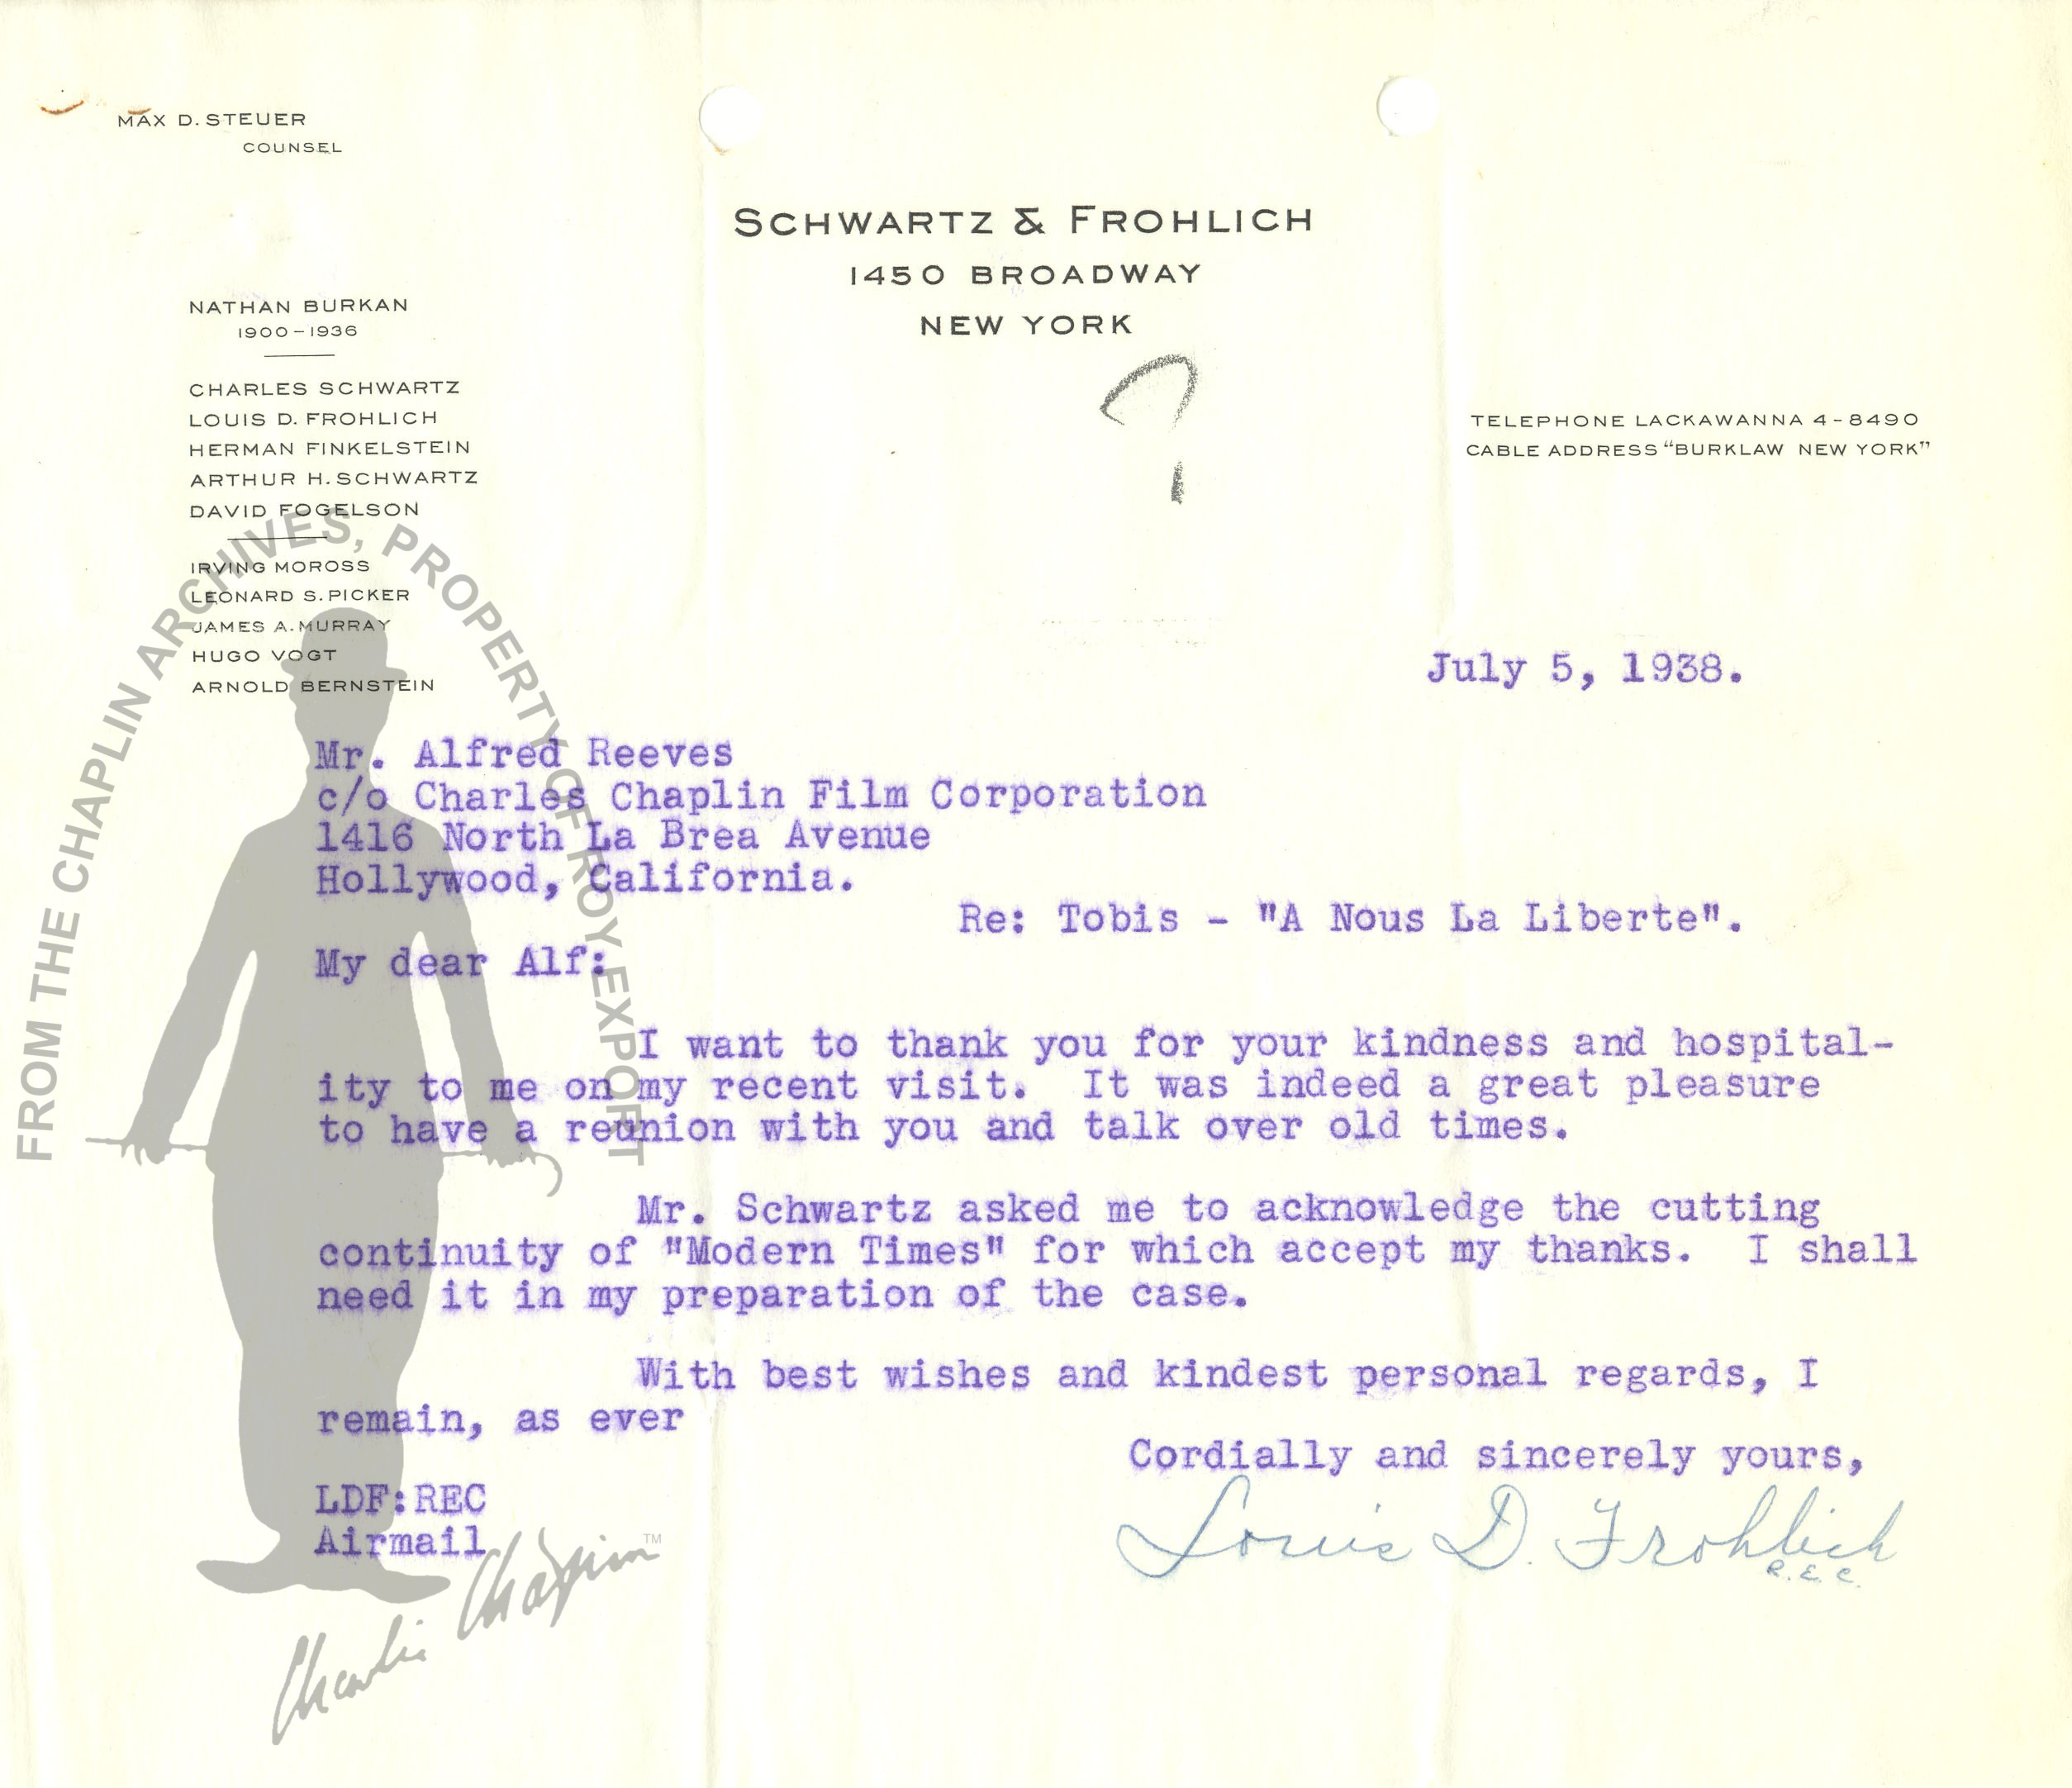 MAX D. STEUER
COUNSEL
SCHWARTZ & FROHLICH
1450 BROADWAY
NEW YORK
NATHAN BURKAN
1900-1936
CHARLES SCHWARTZ
LOUIS D. FROHLICH
HERMAN FINKELSTEIN
ARTHUR H. SCHWARTZ
DAVID FOGELSON
IRVING MOROSS
LEONARD S. PICKER
JAMES A. MURRAY
HUGO VOGT
ARNOLD BERNSTEIN
?
TELEPHONE LACKAWANNA 4-8490
CABLE ADDRESS "BURKLAW NEW YORK"
July 5, 1938.
Mr. Alfred Reeves
c/o Charles Chaplin Film Corporation
1416 North La Brea Avenue
Hollywood, California.
Re: Tobis - "A Nous La Liberte".
My dear Alf:
I want to thank you for your kindness and hospital-
ity to me on my recent visit. It was indeed a great pleasure
to have a reunion with you and talk over old times.
Mr. Schwartz asked me to acknowledge the cutting
continuity of "Modern Times" for which accept my thanks. I shall
need it in my preparation of the case.
With best wishes and kindest personal regards, I
remain, as ever
Cordially and sincerely yours,
Louis D. Frohlich
R.E.C.
LDF:REC
Airmail
FROM THE CHAPLIN ARCHIVES, PROPERTY OF ROY EXPORT
Charlie Chaplin™